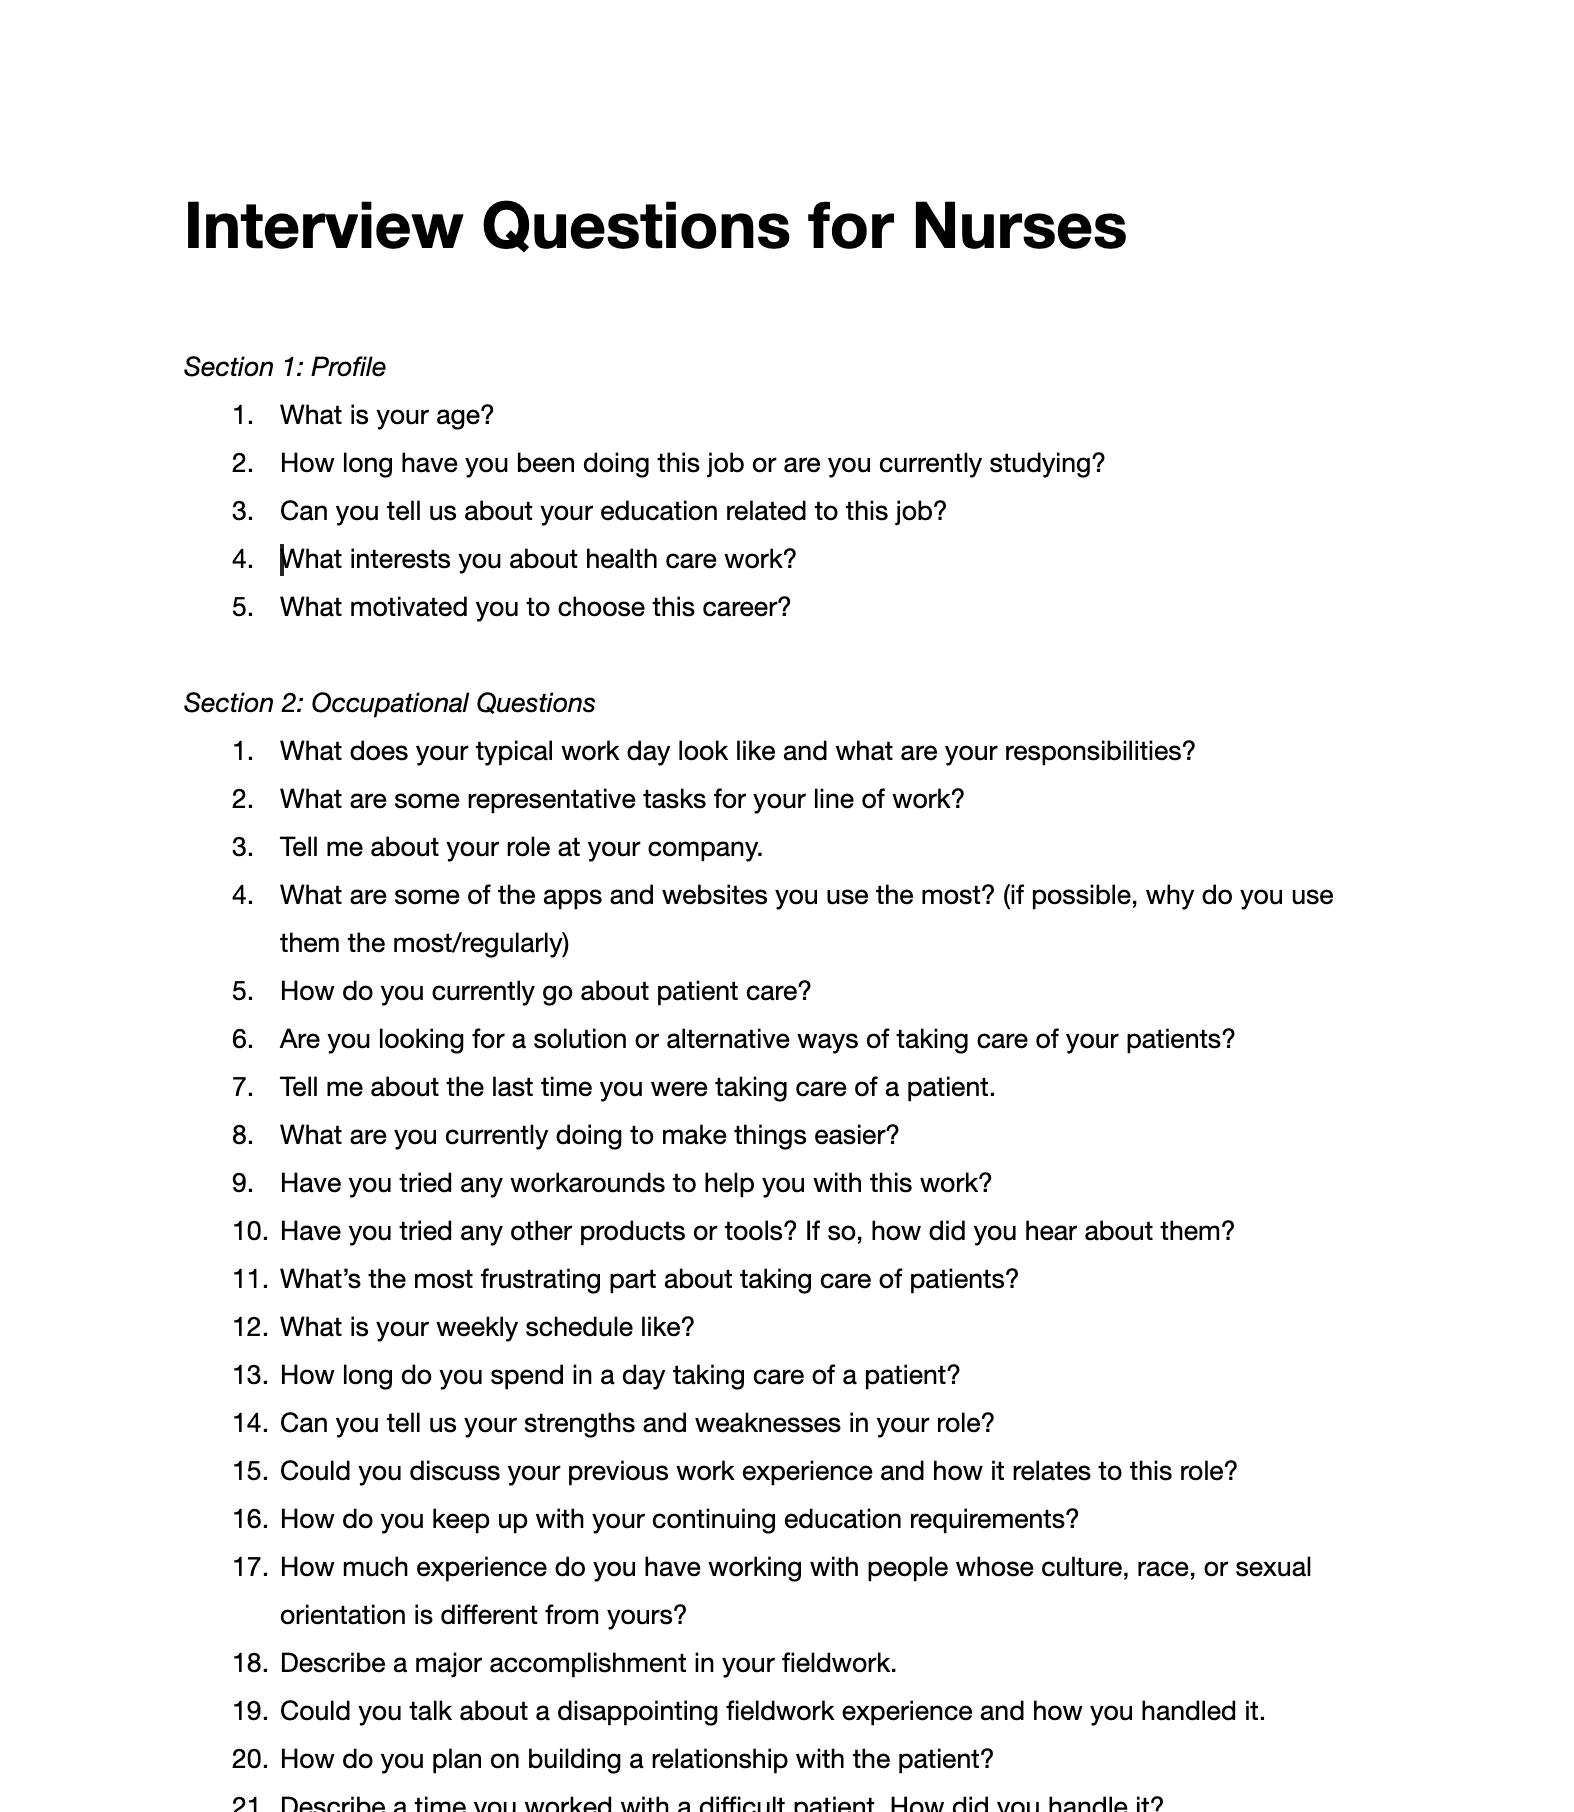 Interview Questions for Nurses
Section 1: Profile
1. What is your age?
2. How long have you been doing this job or are you currently studying?
3. Can you tell us about your education related to this job?
4. What interests you about health care work?
5. What motivated you to choose this career?
Section 2: Occupational Questions
1. What does your typical work day look like and what are your responsibilities?
2. What are some representative tasks for your line of work?
3. Tell me about your role at your company.
4. What are some of the apps and websites you use the most? (if possible, why do you use
them the most/regularly)
5. How do you currently go about patient care?
6. Are you looking for a solution or alternative ways of taking care of your patients?
7. Tell me about the last time you were taking care of a patient.
8. What are you currently doing to make things easier?
9. Have you tried any workarounds to help you with this work?
10. Have you tried any other products or tools? If so, how did you hear about them?
11. What’s the most frustrating part about taking care of patients?
12. What is your weekly schedule like?
13. How long do you spend in a day taking care of a patient?
14. Can you tell us your strengths and weaknesses in your role?
15. Could you discuss your previous work experience and how it relates to this role?
16. How do you keep up with your continuing education requirements?
17. How much experience do you have working with people whose culture, race, or sexual
orientation is different from yours?
18. Describe a major accomplishment in your fieldwork.
19. Could you talk about a disappointing fieldwork experience and how you handled it.
20. How do you plan on building a relationship with the patient?
21. Describe a time you worked with a difficult patient. How did you handle it?